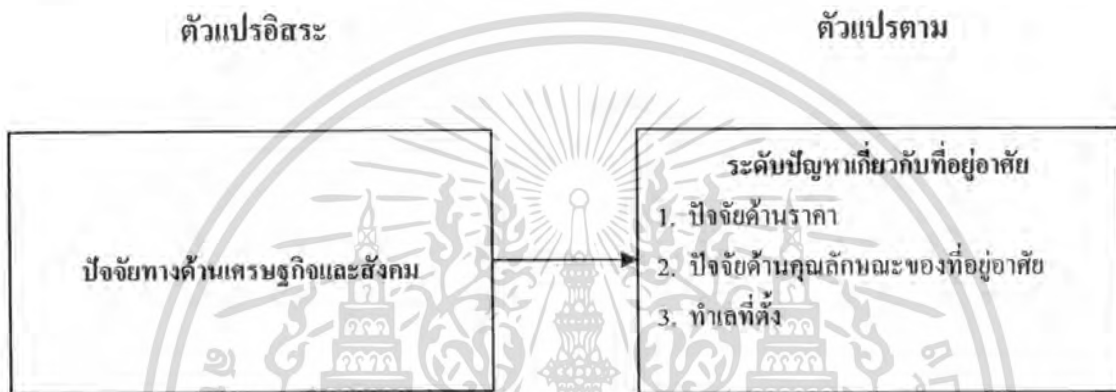 ตัวแปรอิสระ
ตัวแปรตาม
ปัจจัยทางด้านเศรษฐกิจและสังคม
ระดับปัญหาเกี่ยวกับที่อยู่อาศัย
1. ปัจจัยด้านราคา
2. ปัจจัยด้านคุณลักษณะของที่อยู่อาศัย
3. ทำเลที่ตั้ง